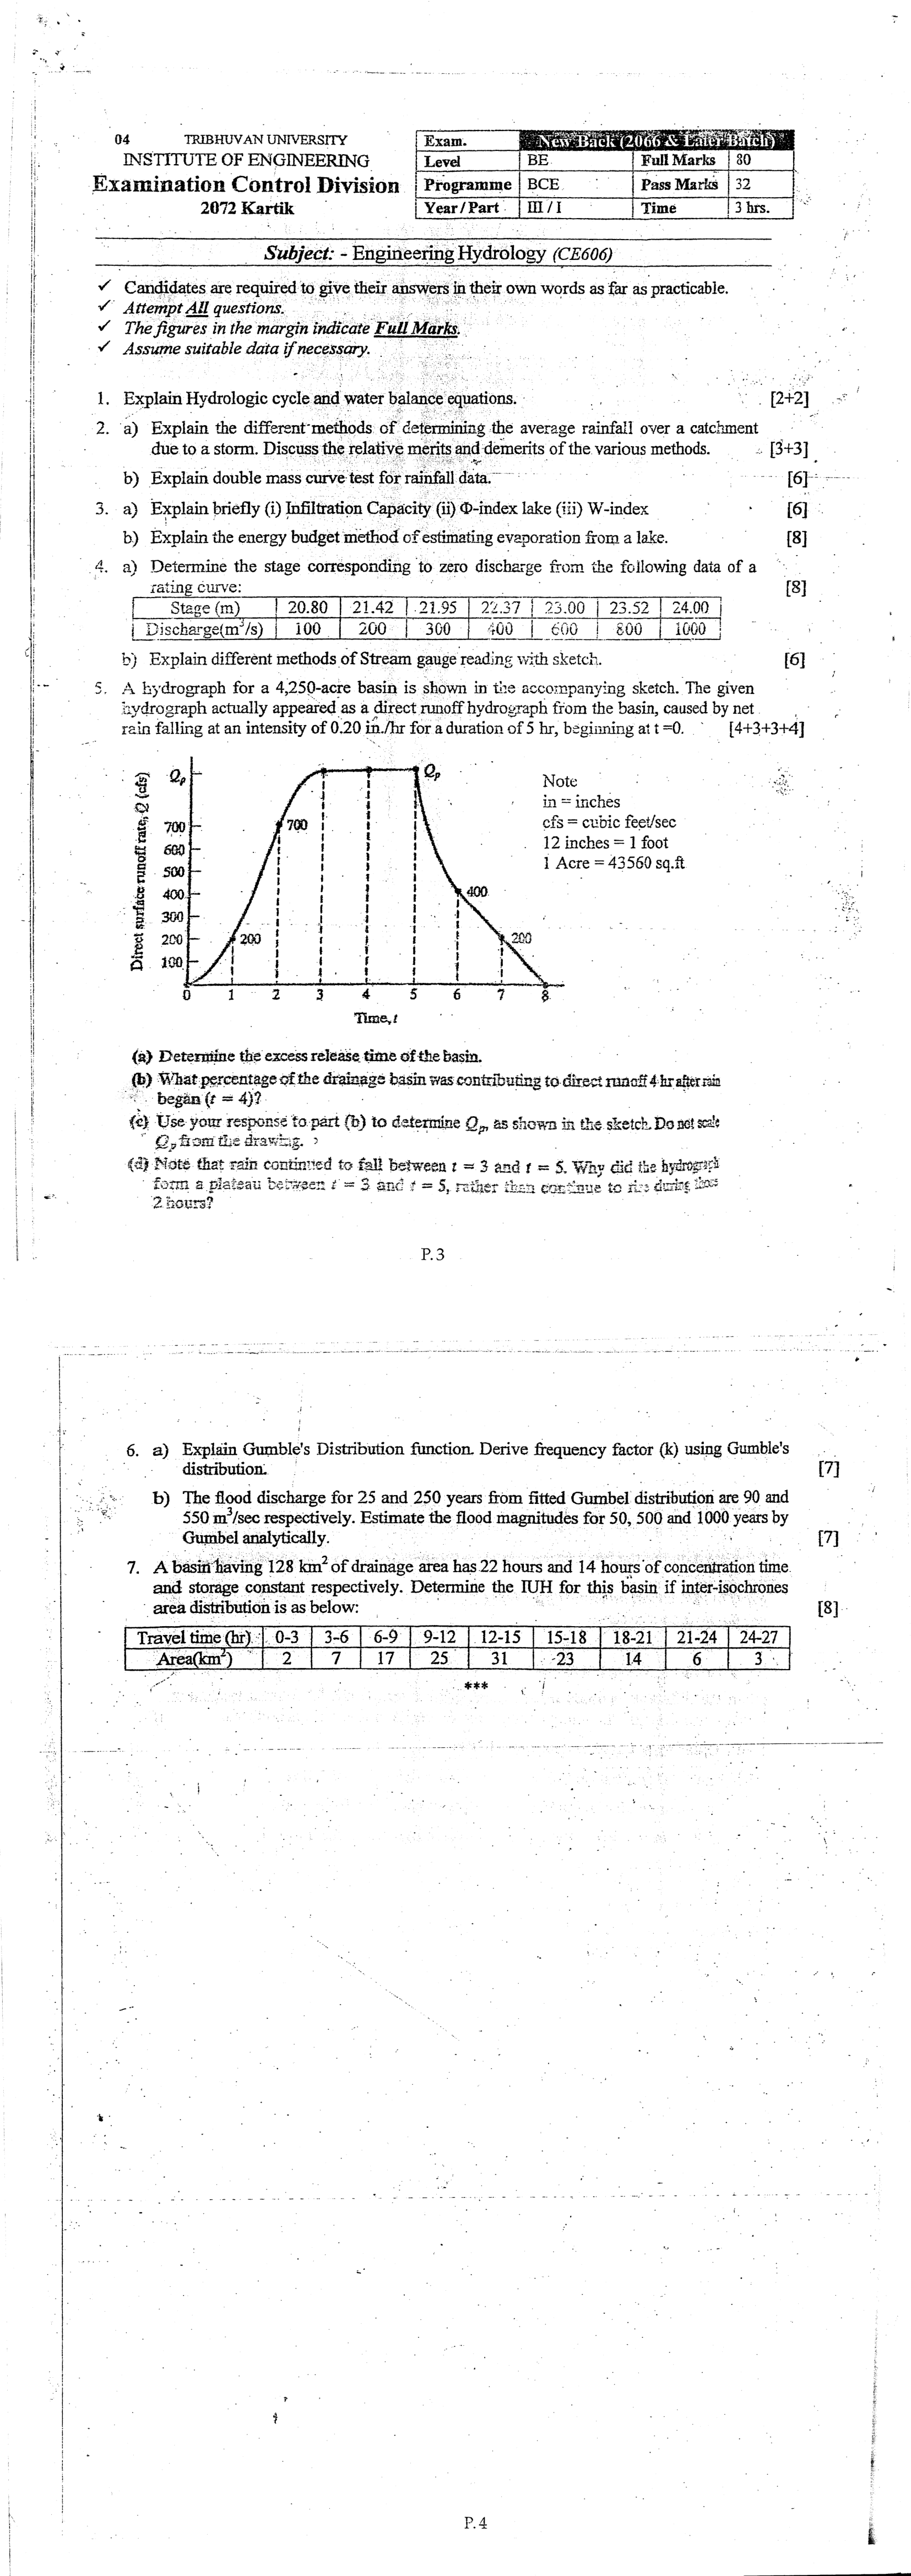 04 TRIBHUVAN UNIVERSITY
INSTITUTE OF ENGINEERING
Examination Control Division
2072 Kartik
Exam. New Back (2066 & Later Batch)
Level BE Full Marks 80
Programme BCE Pass Marks 32
Year / Part III / I Time 3 hrs.
Subject: - Engineering Hydrology (CE606)
✓ Candidates are required to give their answers in their own words as far as practicable.
✓ Attempt All questions.
✓ The figures in the margin indicate Full Marks.
✓ Assume suitable data if necessary.
1. Explain Hydrologic cycle and water balance equations. [2+2]
2. a) Explain the different methods of determining the average rainfall over a catchment
due to a storm. Discuss the relative merits and demerits of the various methods. [3+3]
b) Explain double mass curve test for rainfall data. [6]
3. a) Explain briefly (i) Infiltration Capacity (ii) Φ-index lake (iii) W-index [6]
b) Explain the energy budget method of estimating evaporation from a lake. [8]
4. a) Determine the stage corresponding to zero discharge from the following data of a
rating curve: [8]
Stage (m) 20.80 21.42 21.95 22.37 23.00 23.52 24.00
Discharge(m³/s) 100 200 300 400 600 800 1000
b) Explain different methods of Stream gauge reading with sketch. [6]
5. A hydrograph for a 4,250-acre basin is shown in the accompanying sketch. The given
hydrograph actually appeared as a direct runoff hydrograph from the basin, caused by net
rain falling at an intensity of 0.20 in./hr for a duration of 5 hr, beginning at t =0. [4+3+3+4]
Direct surface runoff rate, Q (cfs)
Qp
700
600
500
400
300
200
100
200
700
Qp
400
200
0 1 2 3 4 5 6 7 8
Time, t
Note
in = inches
cfs = cubic feet/sec
12 inches = 1 foot
1 Acre = 43560 sq.ft
(a) Determine the excess release time of the basin.
(b) What percentage of the drainage basin was contributing to direct runoff 4 hr after rain
began (t = 4)?
(c) Use your response to part (b) to determine Qp, as shown in the sketch. Do not scale
Qp from the drawing.
(d) Note that rain continued to fall between t = 3 and t = 5. Why did the hydrograph
form a plateau between t = 3 and t = 5, rather than continue to rise during those
2 hours?
P.3
6. a) Explain Gumble's Distribution function. Derive frequency factor (k) using Gumble's
distribution. [7]
b) The flood discharge for 25 and 250 years from fitted Gumbel distribution are 90 and
550 m³/sec respectively. Estimate the flood magnitudes for 50, 500 and 1000 years by
Gumbel analytically. [7]
7. A basin having 128 km² of drainage area has 22 hours and 14 hours of concentration time
and storage constant respectively. Determine the IUH for this basin if inter-isochrones
area distribution is as below: [8]
Travel time (hr) 0-3 3-6 6-9 9-12 12-15 15-18 18-21 21-24 24-27
Area(km²) 2 7 17 25 31 23 14 6 3
***
P.4